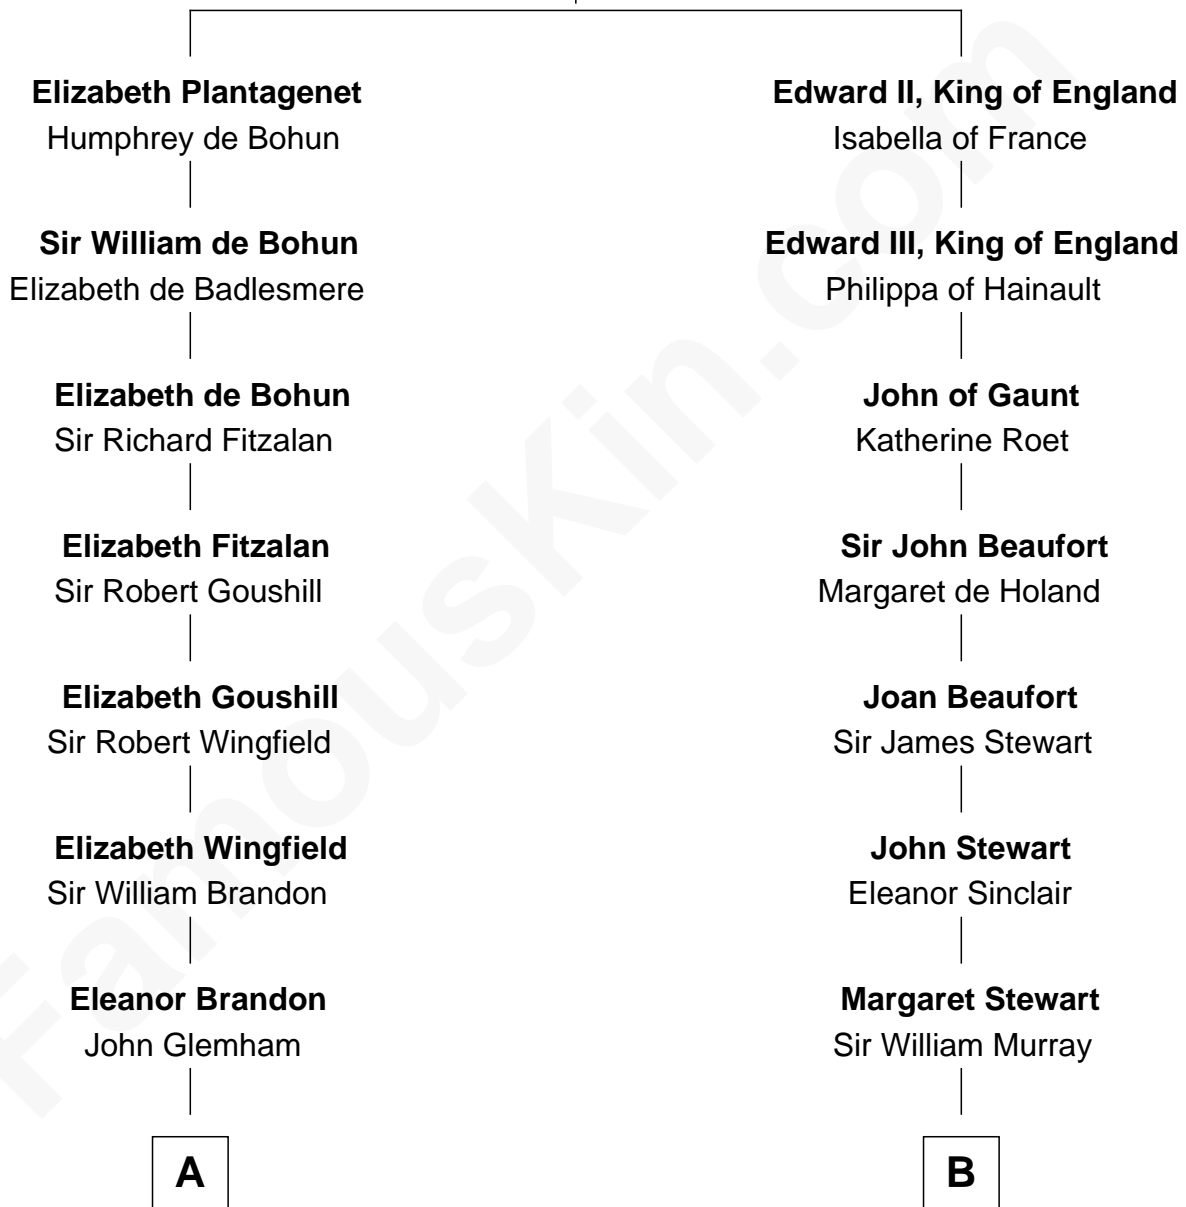 Elizabeth Plantagenet
Humphrey de Bohun
Sir William de Bohun
Elizabeth de Badlesmere
Elizabeth de Bohun
Sir Richard Fitzalan
Elizabeth Fitzalan
Sir Robert Goushill
Elizabeth Goushill
Sir Robert Wingfield
Elizabeth Wingfield
Sir William Brandon
Eleanor Brandon
John Glemham
A
Edward II, King of England
Isabella of France
Edward III, King of England
Philippa of Hainault
John of Gaunt
Katherine Roet
Sir John Beaufort
Margaret de Holand
Joan Beaufort
Sir James Stewart
John Stewart
Eleanor Sinclair
Margaret Stewart
Sir William Murray
B
FamousKin.com